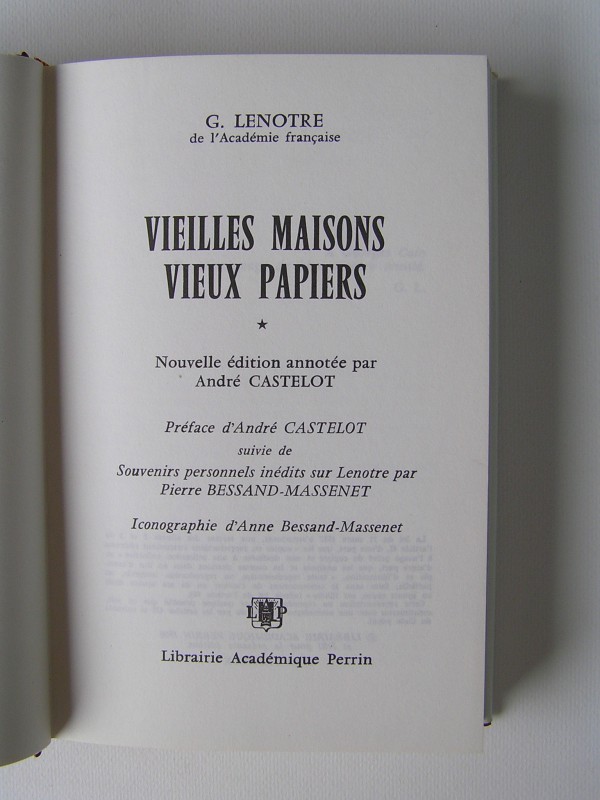 G. LENOTRE
de l'Académie française
VIEILLES MAISONS
VIEUX PAPIERS
★
Nouvelle édition annotée par
André CASTELOT
Préface d'André CASTELOT
suivie de
Souvenirs personnels inédits sur Lenotre par
Pierre BESSAND-MASSENET
Iconographie d'Anne Bessand-Massenet
L P
Librairie Académique Perrin